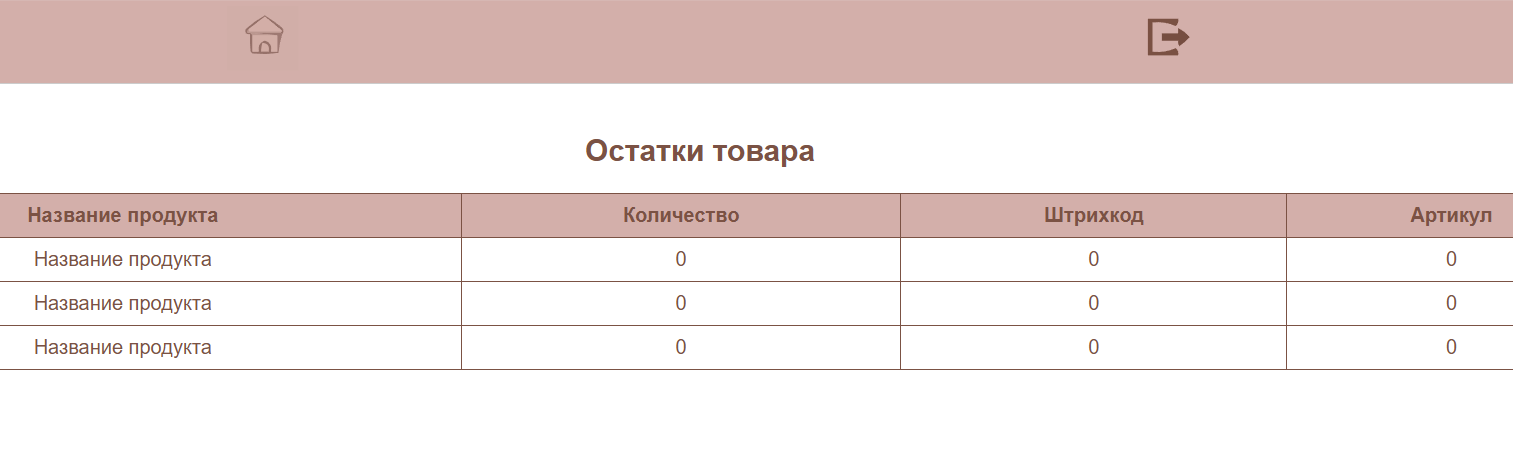 Остатки товара
Название продукта Количество Штрихкод Артикул
Название продукта 0 0 0
Название продукта 0 0 0
Название продукта 0 0 0